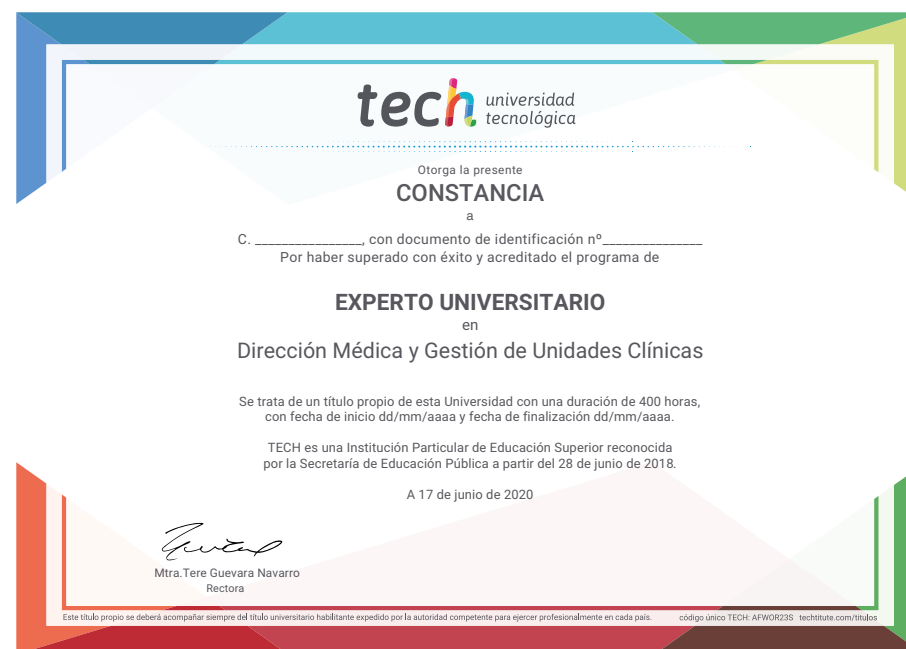 tech universidad
tecnológica
Otorga la presente
CONSTANCIA
a
C. ________________, con documento de identificación nº_______________
Por haber superado con éxito y acreditado el programa de
EXPERTO UNIVERSITARIO
en
Dirección Médica y Gestión de Unidades Clínicas
Se trata de un título propio de esta Universidad con una duración de 400 horas,
con fecha de inicio dd/mm/aaaa y fecha de finalización dd/mm/aaaa.
TECH es una Institución Particular de Educación Superior reconocida
por la Secretaría de Educación Pública a partir del 28 de junio de 2018.
A 17 de junio de 2020
Mtra.Tere Guevara Navarro
Rectora
Este título propio se deberá acompañar siempre del título universitario habilitante expedido por la autoridad competente para ejercer profesionalmente en cada país. código único TECH: AFWOR23S techtitute.com/titulos